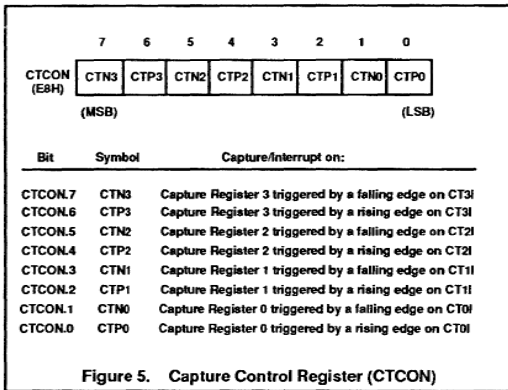 7 6 5 4 3 2 1 0
CTCON CTN3 CTP3 CTN2 CTP2 CTN1 CTP1 CTN0 CTP0
(E8H)
(MSB) (LSB)
Bit Symbol Capture/Interrupt on:
CTCON.7 CTN3 Capture Register 3 triggered by a falling edge on CT3I
CTCON.6 CTP3 Capture Register 3 triggered by a rising edge on CT3I
CTCON.5 CTN2 Capture Register 2 triggered by a falling edge on CT2I
CTCON.4 CTP2 Capture Register 2 triggered by a rising edge on CT2I
CTCON.3 CTN1 Capture Register 1 triggered by a falling edge on CT1I
CTCON.2 CTP1 Capture Register 1 triggered by a rising edge on CT1I
CTCON.1 CTN0 Capture Register 0 triggered by a falling edge on CT0I
CTCON.0 CTP0 Capture Register 0 triggered by a rising edge on CT0I
Figure 5. Capture Control Register (CTCON)